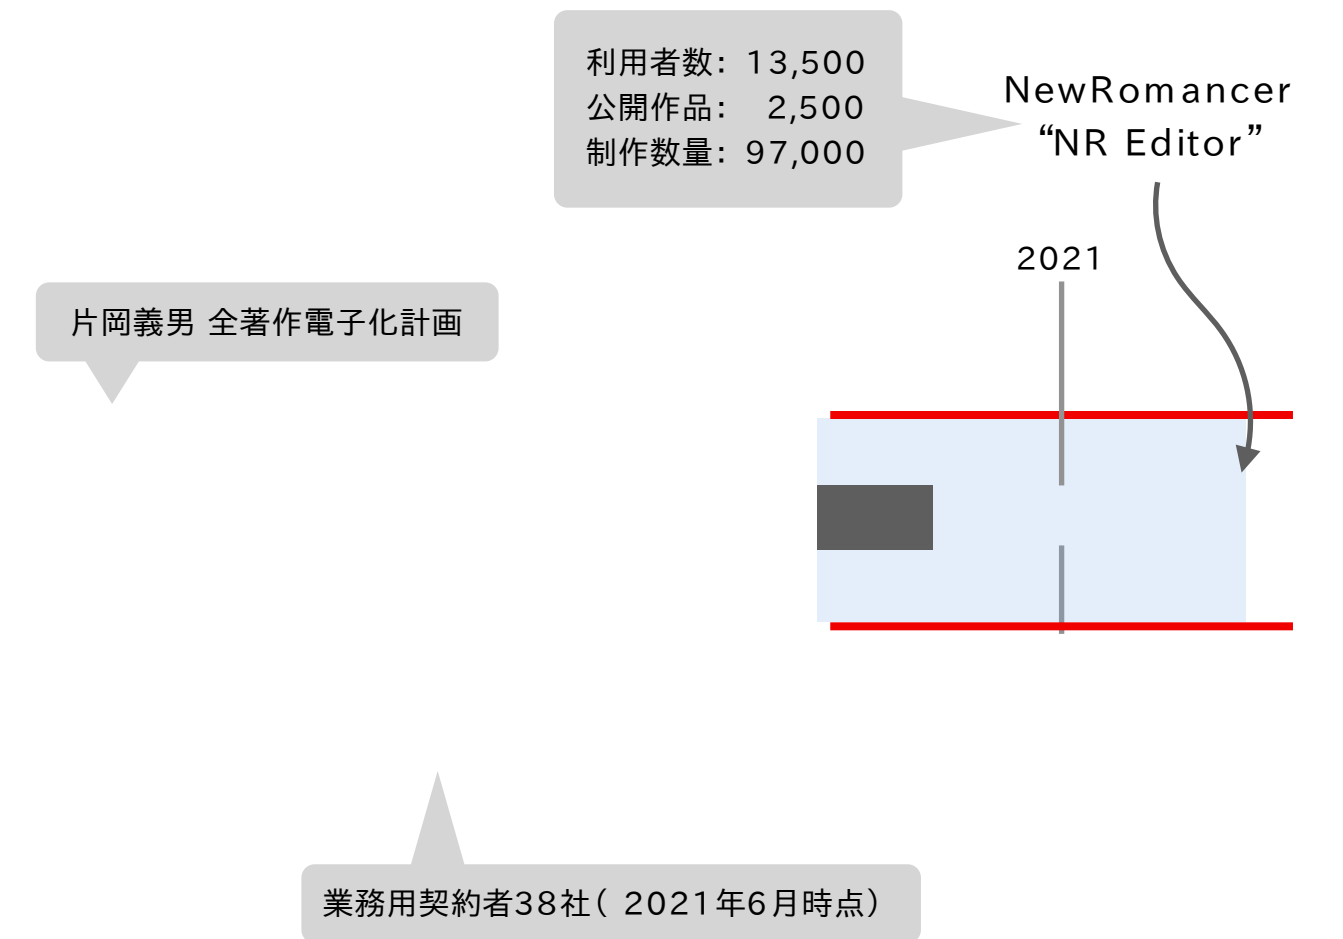 利用者数: 13,500
公開作品: 2,500
制作数量: 97,000
NewRomancer
“NR Editor”
2021
片岡義男 全著作電子化計画
業務用契約者38社( 2021年6月時点)